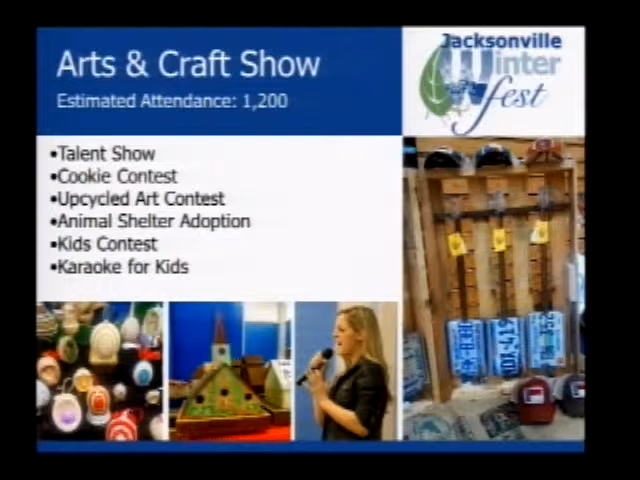 Arts & Craft Show
Estimated Attendance: 1,200
Jacksonville
Winter
fest
•Talent Show
•Cookie Contest
•Upcycled Art Contest
•Animal Shelter Adoption
•Kids Contest
•Karaoke for Kids